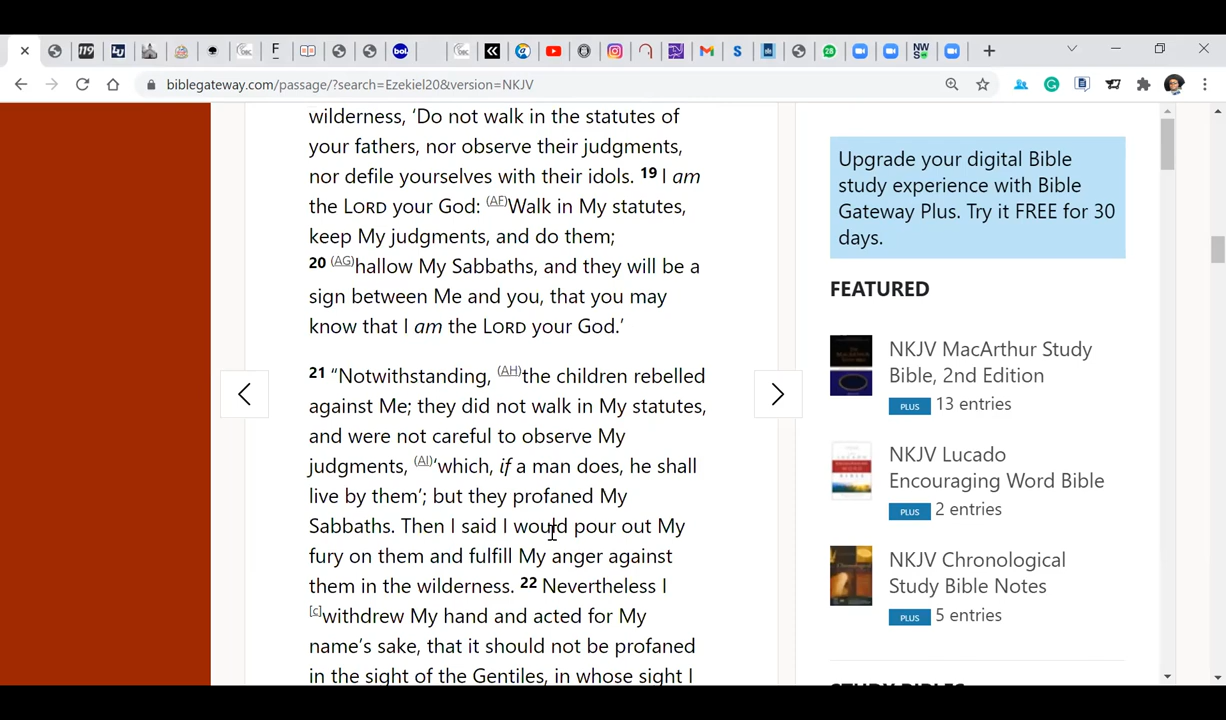 119
F
bol
a
S
28
NW
S
biblegateway.com/passage/?search=Ezekiel20&version=NKJV
wilderness, ‘Do not walk in the statutes of
your fathers, nor observe their judgments,
nor defile yourselves with their idols. 19 I am
the LORD your God: (AF)Walk in My statutes,
keep My judgments, and do them;
20 (AG)hallow My Sabbaths, and they will be a
sign between Me and you, that you may
know that I am the LORD your God.’
21 “Notwithstanding, (AH)the children rebelled
against Me; they did not walk in My statutes,
and were not careful to observe My
judgments, (AI)‘which, if a man does, he shall
live by them’; but they profaned My
Sabbaths. Then I said I would pour out My
fury on them and fulfill My anger against
them in the wilderness. 22 Nevertheless I
[c]withdrew My hand and acted for My
name’s sake, that it should not be profaned
in the sight of the Gentiles, in whose sight I
Upgrade your digital Bible
study experience with Bible
Gateway Plus. Try it FREE for 30
days.
FEATURED
NKJV MacArthur Study
Bible, 2nd Edition
PLUS 13 entries
NKJV Lucado
Encouraging Word Bible
PLUS 2 entries
NKJV Chronological
Study Bible Notes
PLUS 5 entries
STUDY BIBLES